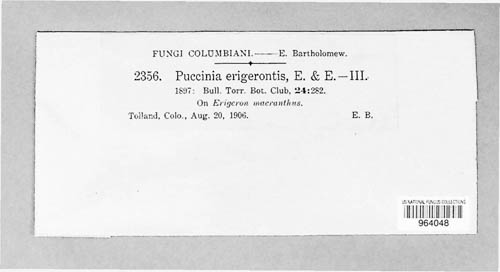 FUNGI COLUMBIANI.——E. Bartholomew.
2356. Puccinia erigerontis, E. & E.—III.
1897: Bull. Torr. Bot. Club, 24:282.
On Erigeron macranthus.
Tolland, Colo., Aug. 20, 1906. E. B.
US NATIONAL FUNGUS COLLECTIONS
964048